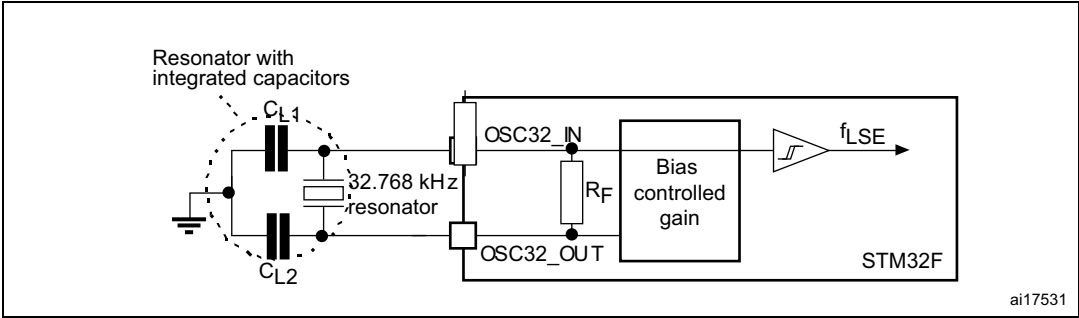 Resonator with
integrated capacitors
CL1
OSC32_IN
fLSE
32.768 kHz
resonator
RF
Bias
controlled
gain
OSC32_OUT
CL2
STM32F
ai17531